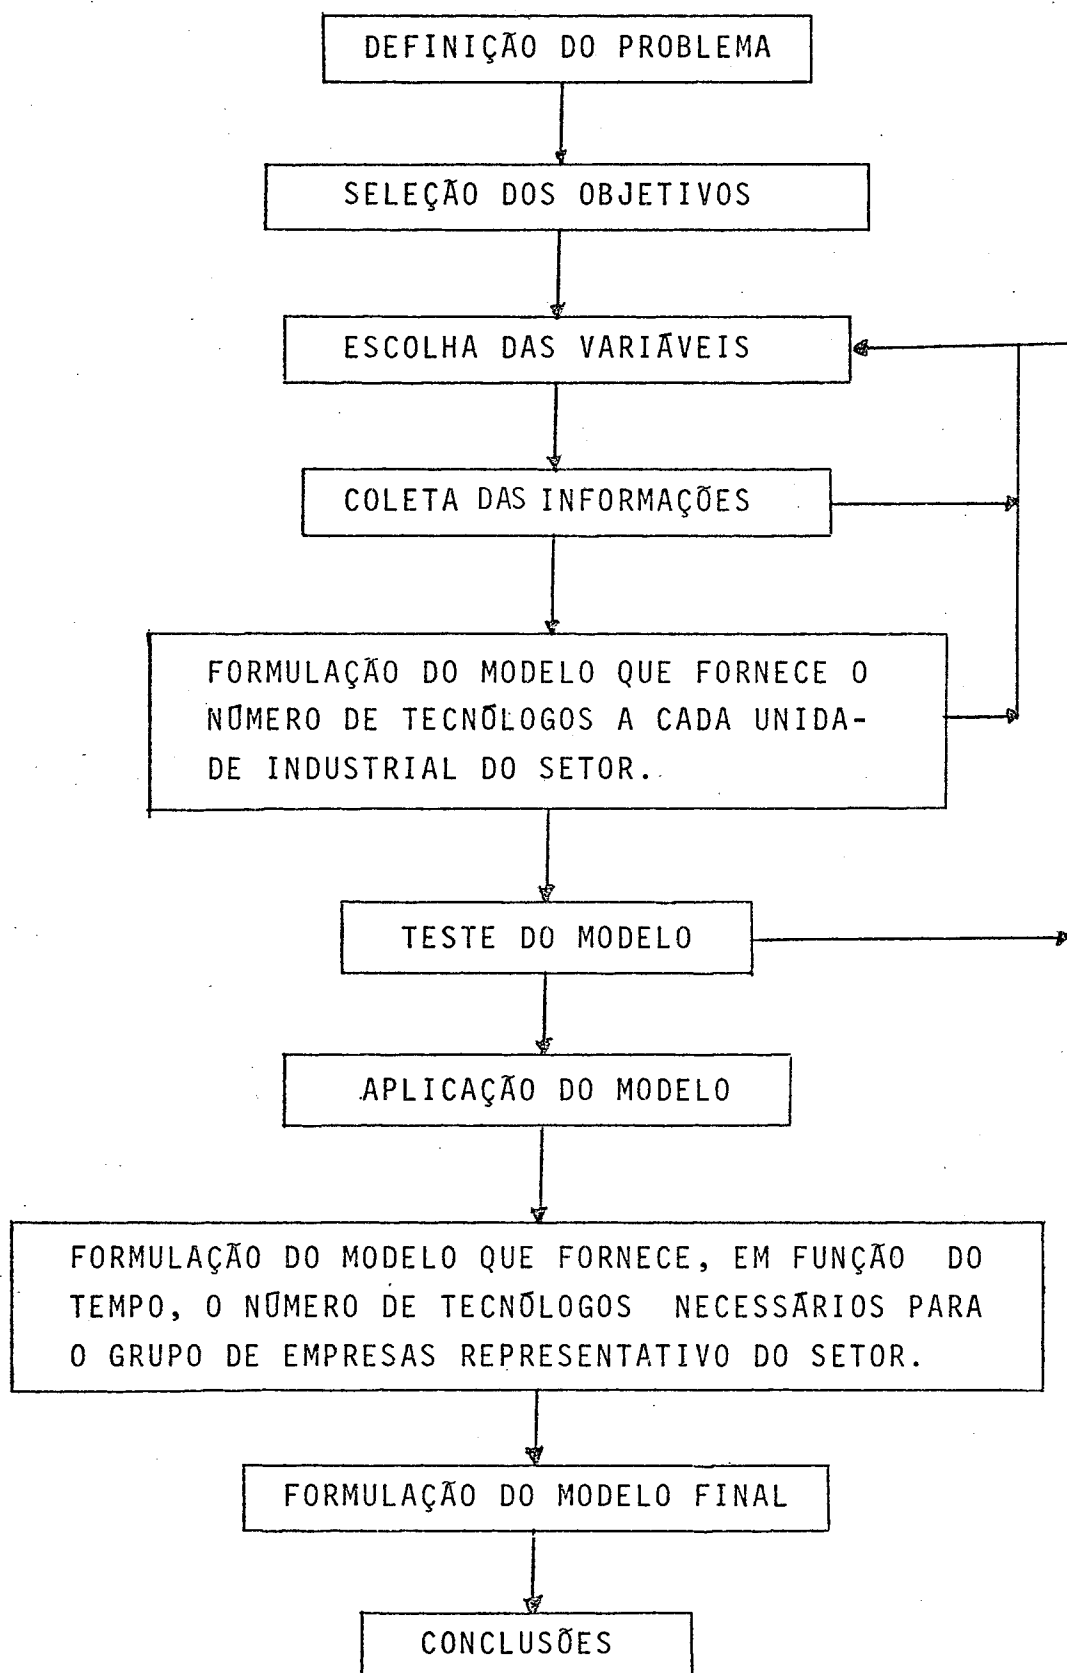 DEFINIÇÃO DO PROBLEMA
SELEÇÃO DOS OBJETIVOS
ESCOLHA DAS VARIÁVEIS
COLETA DAS INFORMAÇÕES
FORMULAÇÃO DO MODELO QUE FORNECE O
NÚMERO DE TECNÓLOGOS A CADA UNIDA-
DE INDUSTRIAL DO SETOR.
TESTE DO MODELO
APLICAÇÃO DO MODELO
FORMULAÇÃO DO MODELO QUE FORNECE, EM FUNÇÃO DO
TEMPO, O NÚMERO DE TECNÓLOGOS NECESSÁRIOS PARA
O GRUPO DE EMPRESAS REPRESENTATIVO DO SETOR.
FORMULAÇÃO DO MODELO FINAL
CONCLUSÕES